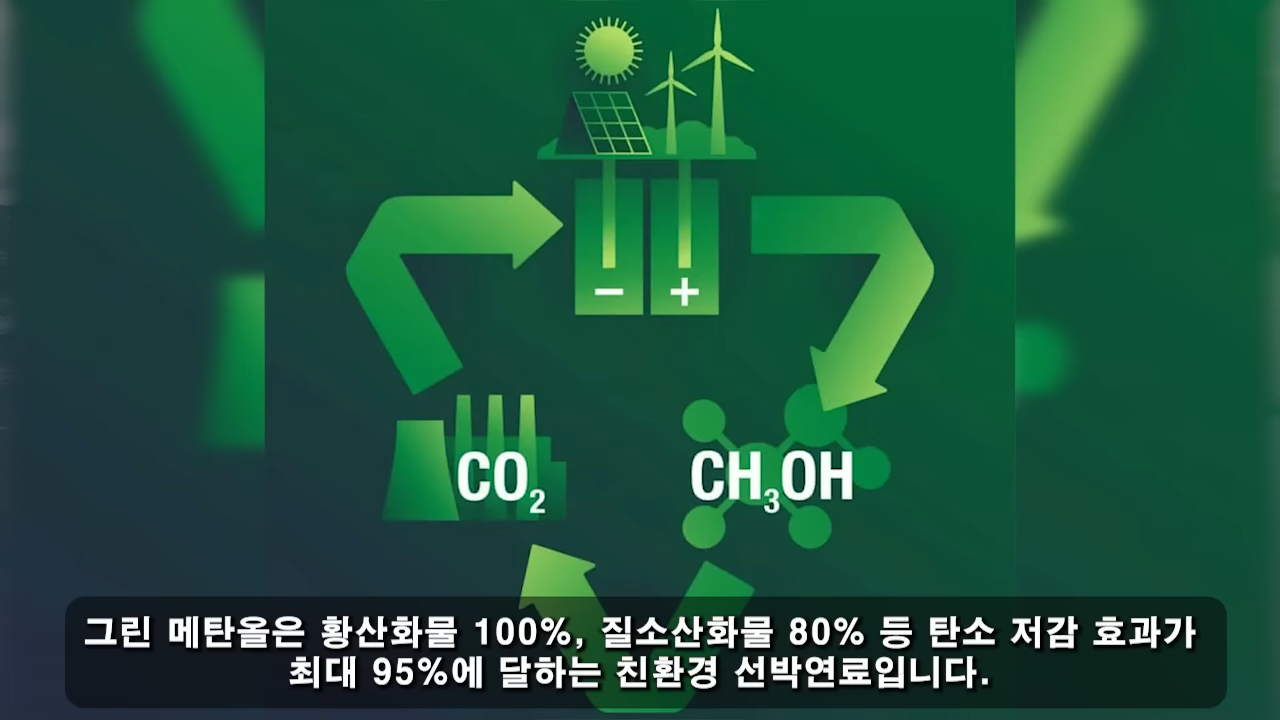 − +
CO₂
CH₃OH
그린 메탄올은 황산화물 100%, 질소산화물 80% 등 탄소 저감 효과가
최대 95%에 달하는 친환경 선박연료입니다.